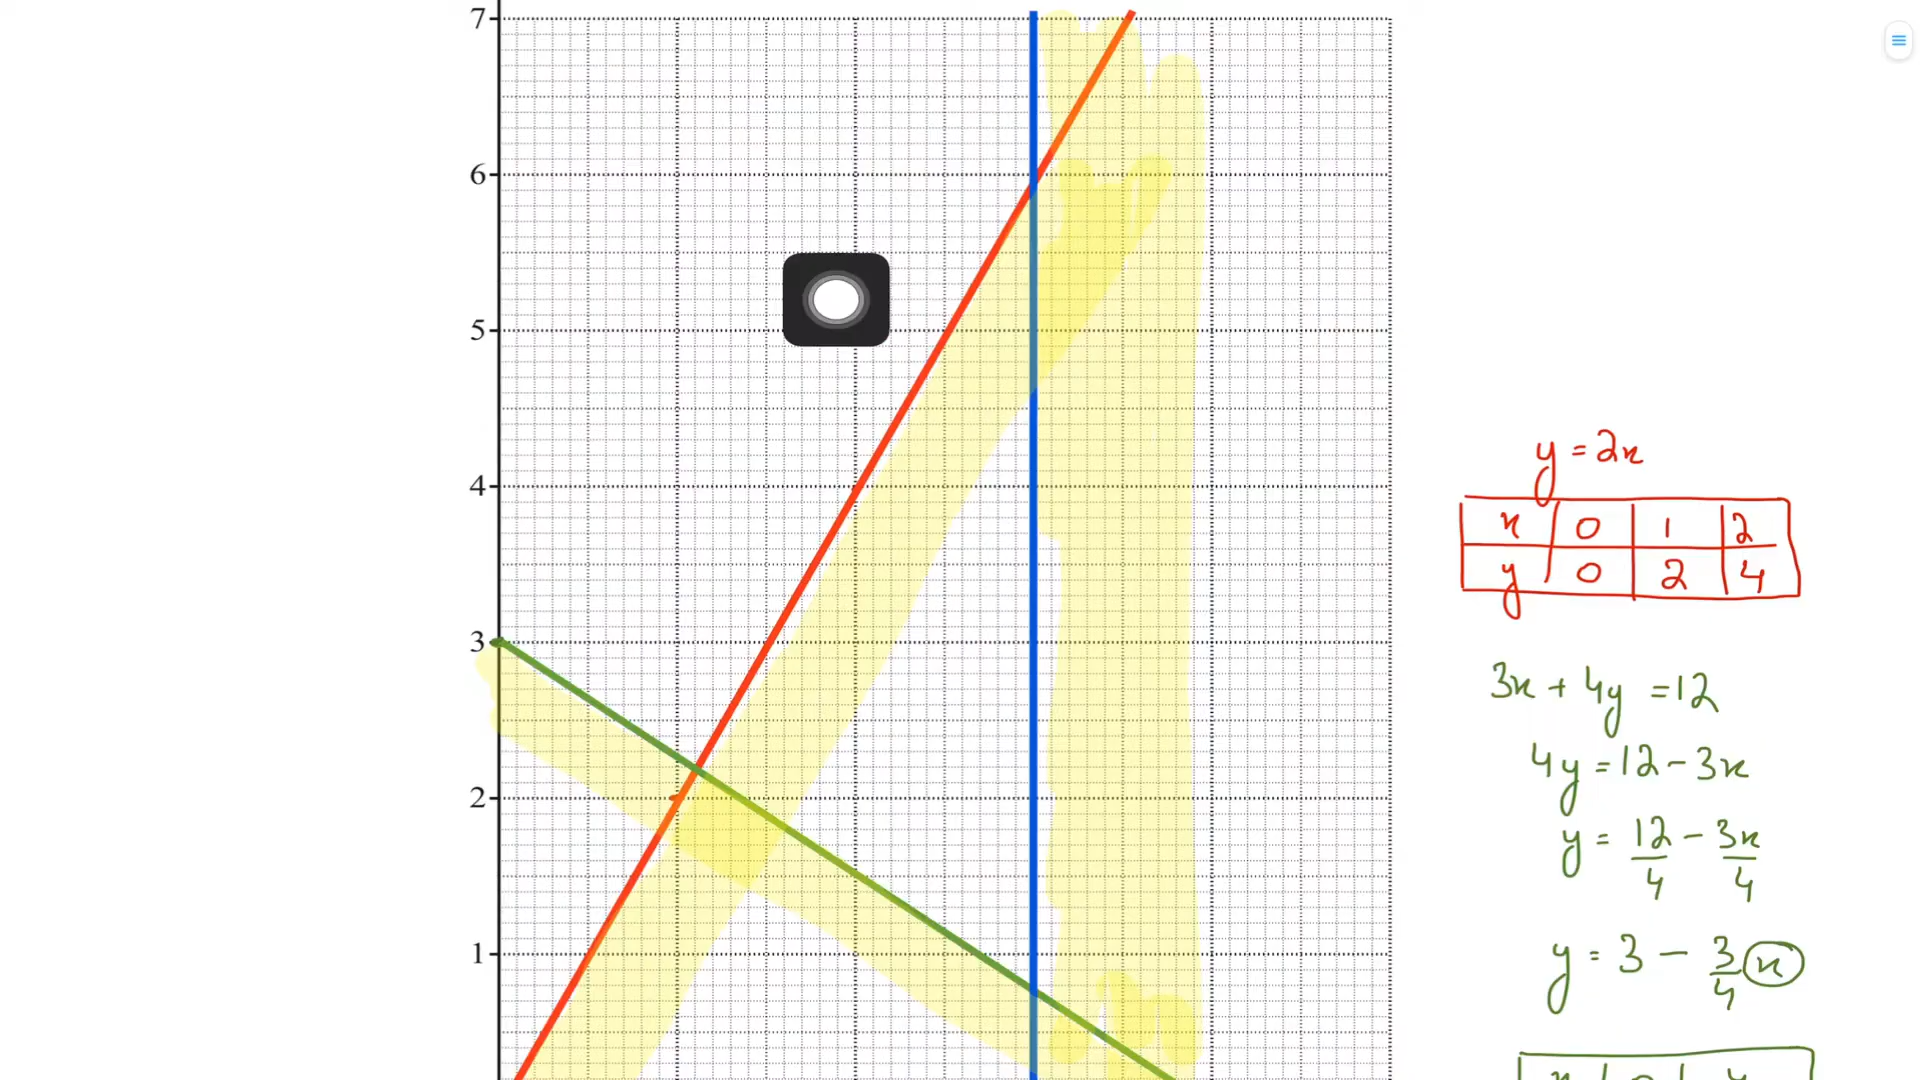 7
6
5
4
3
2
1
y = 2x
x 0 1 2
y 0 2 4
3x + 4y = 12
4y = 12 - 3x
y = 12/4 - 3x/4
y = 3 - 3/4 x